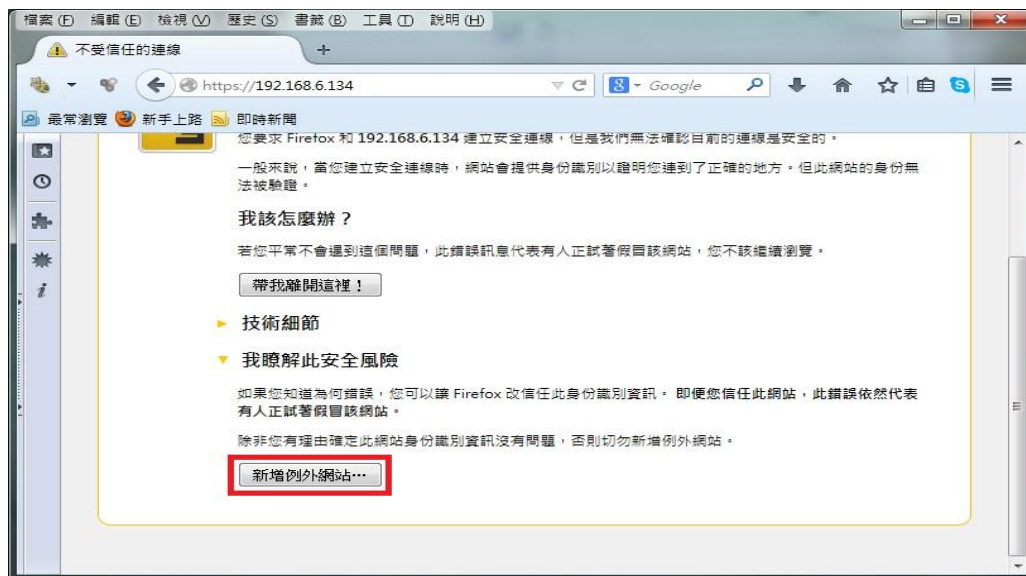 檔案(F) 編輯(E) 檢視(V) 歷史(S) 書籤(B) 工具(T) 說明(H)
不受信任的連線
https://192.168.6.134
Google
最常瀏覽 新手上路 即時新聞
您要求 Firefox 和 192.168.6.134 建立安全連線，但是我們無法確認目前的連線是安全的。
一般來說，當您建立安全連線時，網站會提供身份識別以證明您連到了正確的地方。但此網站的身份無
法被驗證。
我該怎麼辦？
若您平常不會遇到這個問題，此錯誤訊息代表有人正試著假冒該網站，您不該繼續瀏覽。
帶我離開這裡！
技術細節
我瞭解此安全風險
如果您知道為何錯誤，您可以讓 Firefox 改信任此身份識別資訊。即便您信任此網站，此錯誤依然代表
有人正試著假冒該網站。
除非您有理由確定此網站身份識別資訊沒有問題，否則切勿新增例外網站。
新增例外網站…